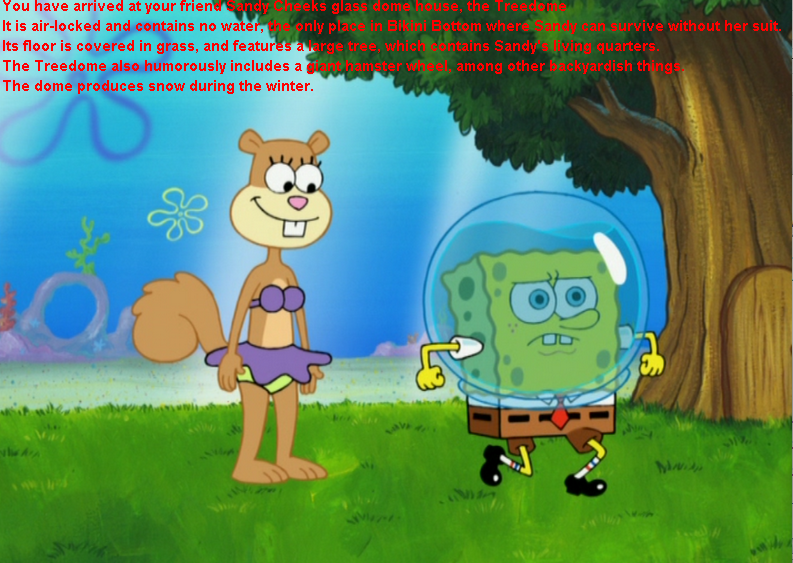 You have arrived at your friend Sandy Cheeks glass dome house, the Treedome
It is air-locked and contains no water, the only place in Bikini Bottom where Sandy can survive without her suit.
Its floor is covered in grass, and features a large tree, which contains Sandy's living quarters.
The Treedome also humorously includes a giant hamster wheel, among other backyardish things.
The dome produces snow during the winter.